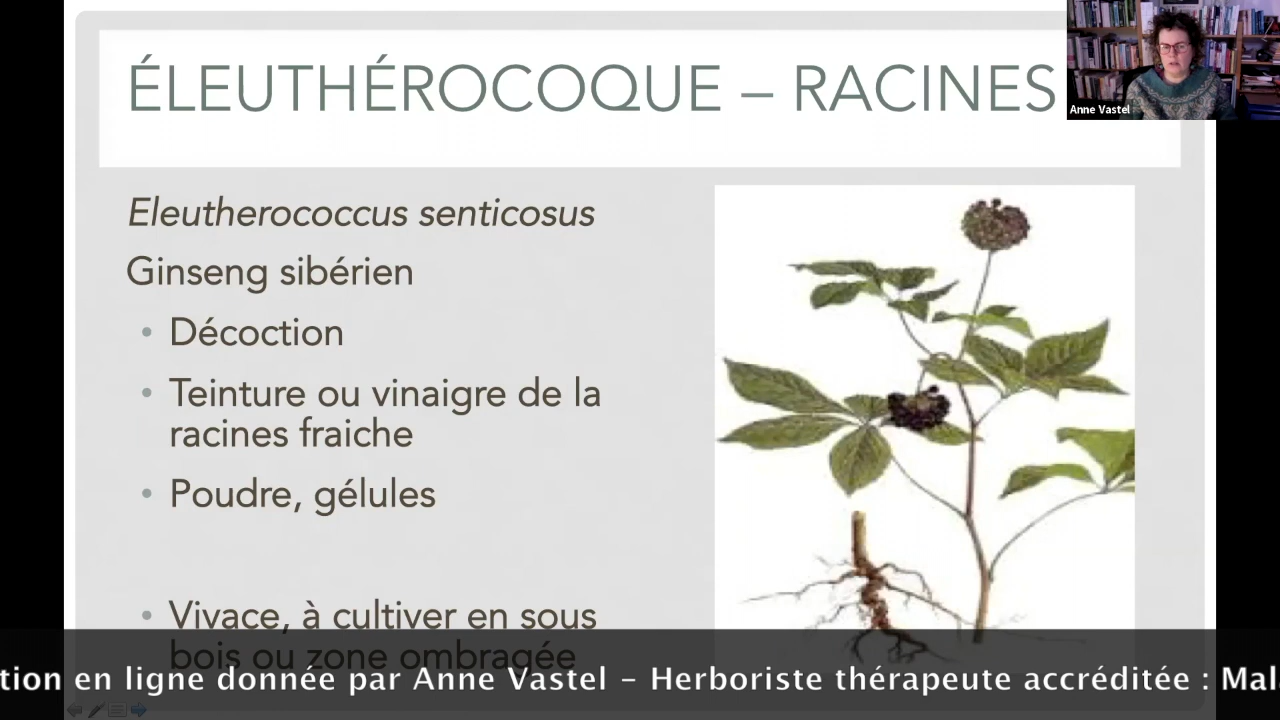 ÉLEUTHÉROCOQUE – RACINES
Anne Vastel
Eleutherococcus senticosus
Ginseng sibérien
• Décoction
• Teinture ou vinaigre de la
racines fraiche
• Poudre, gélules
• Vivace, à cultiver en sous
bois ou zone ombragée
tion en ligne donnée par Anne Vastel – Herboriste thérapeute accréditée : Mal